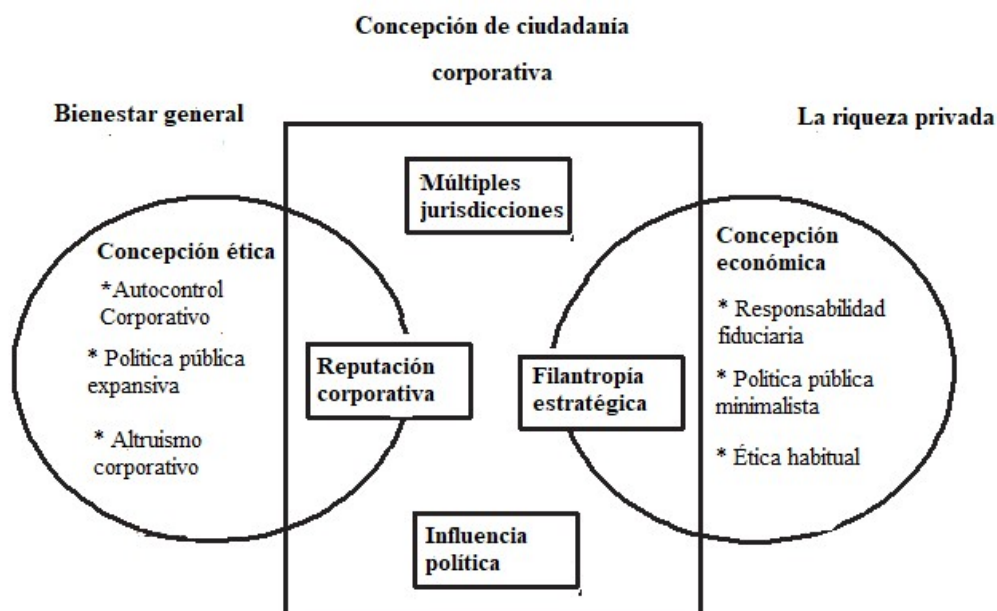 Concepción de ciudadanía
corporativa
Bienestar general
La riqueza privada
Múltiples
jurisdicciones
Concepción ética
*Autocontrol
Corporativo
* Política pública
expansiva
* Altruismo
corporativo
Reputación
corporativa
Filantropía
estratégica
Concepción
económica
* Responsabilidad
fiduciaria
* Política pública
minimalista
* Ética habitual
Influencia
política